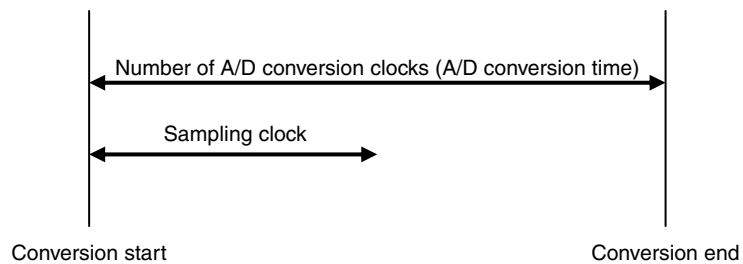 Number of A/D conversion clocks (A/D conversion time)
Sampling clock
Conversion start
Conversion end